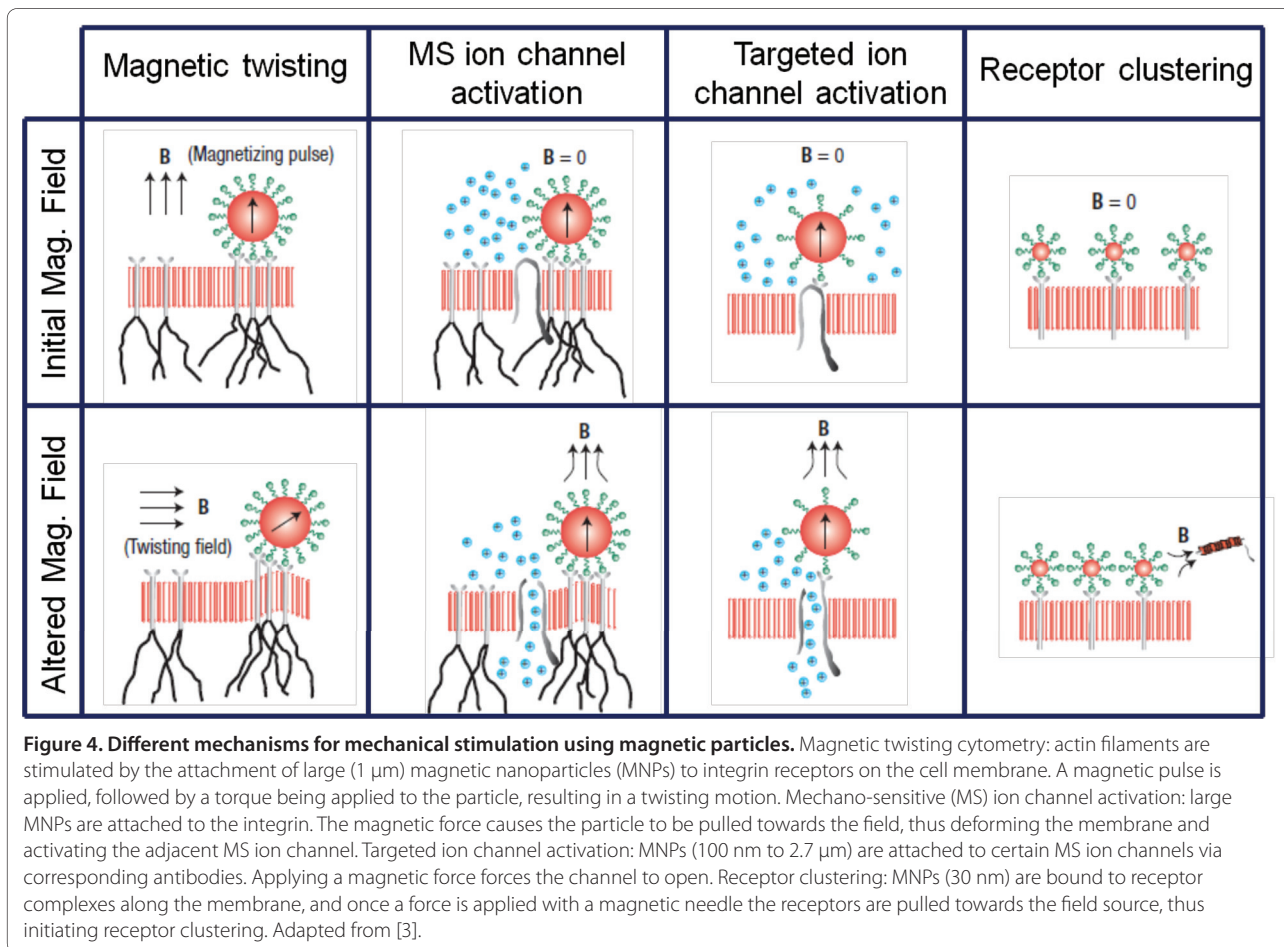 Magnetic twisting
MS ion channel
activation
Targeted ion
channel activation
Receptor clustering
Initial Mag. Field
B (Magnetizing pulse)
B = 0
B = 0
B = 0
Altered Mag. Field
B
(Twisting field)
B
B
B
Figure 4. Different mechanisms for mechanical stimulation using magnetic particles. Magnetic twisting cytometry: actin filaments are
stimulated by the attachment of large (1 μm) magnetic nanoparticles (MNPs) to integrin receptors on the cell membrane. A magnetic pulse is
applied, followed by a torque being applied to the particle, resulting in a twisting motion. Mechano-sensitive (MS) ion channel activation: large
MNPs are attached to the integrin. The magnetic force causes the particle to be pulled towards the field, thus deforming the membrane and
activating the adjacent MS ion channel. Targeted ion channel activation: MNPs (100 nm to 2.7 μm) are attached to certain MS ion channels via
corresponding antibodies. Applying a magnetic force forces the channel to open. Receptor clustering: MNPs (30 nm) are bound to receptor
complexes along the membrane, and once a force is applied with a magnetic needle the receptors are pulled towards the field source, thus
initiating receptor clustering. Adapted from [3].